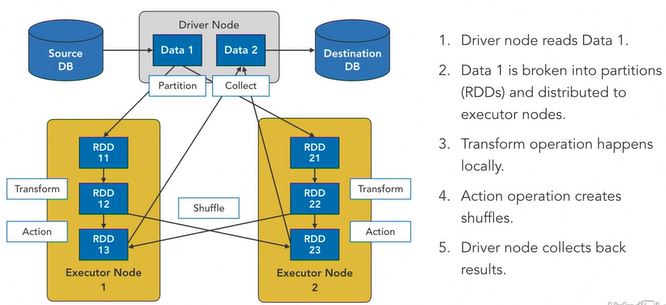 Driver Node
Source
DB
Data 1
Data 2
Destination
DB
Partition
Collect
RDD
11
RDD
21
Transform
RDD
12
Shuffle
RDD
22
Transform
Action
RDD
13
RDD
23
Action
Executor Node
1
Executor Node
2
1. Driver node reads Data 1.
2. Data 1 is broken into partitions
(RDDs) and distributed to
executor nodes.
3. Transform operation happens
locally.
4. Action operation creates
shuffles.
5. Driver node collects back
results.